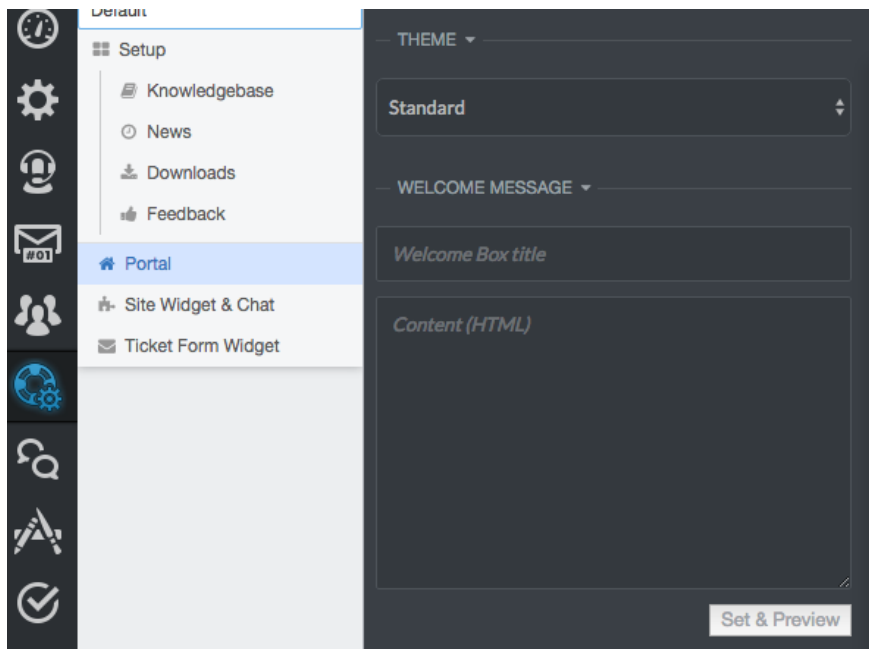 Default
Setup
Knowledgebase
News
Downloads
Feedback
Portal
Site Widget & Chat
Ticket Form Widget
#01
THEME
Standard
WELCOME MESSAGE
Welcome Box title
Content (HTML)
Set & Preview